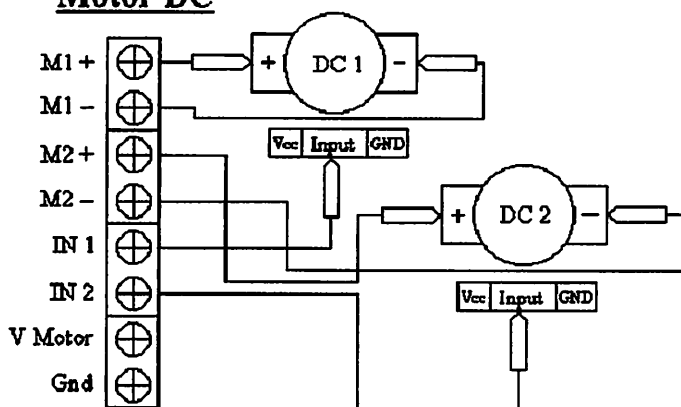 Motor DC
M1 + + DC 1 -
M1 -
M2 + Vcc Input GND
M2 - + DC 2 -
IN 1
IN 2 Vcc Input GND
V Motor
Gnd